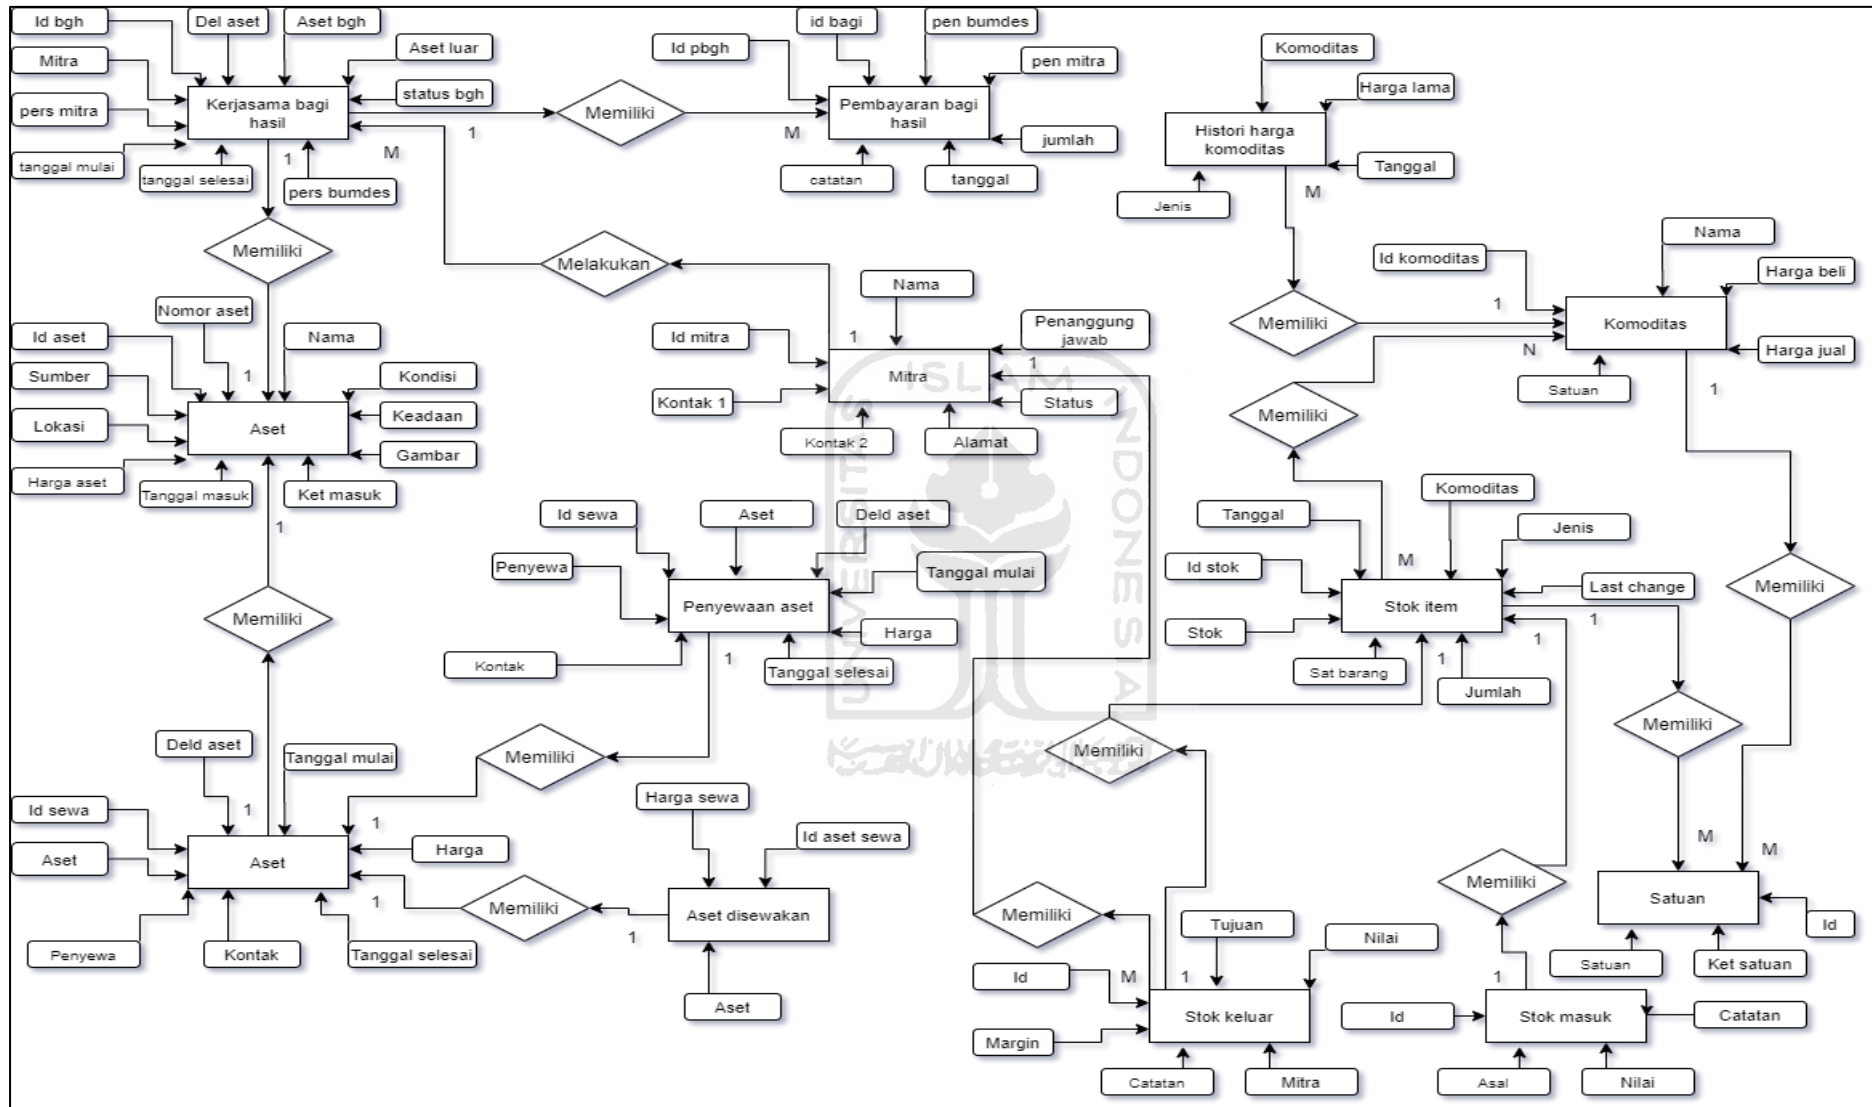 Id bgh
Del aset
Aset bgh
Aset luar
Mitra
pers mitra
tanggal mulai
tanggal selesai
pers bumdes
status bgh
Kerjasama bagi
hasil
1
1
M
Memiliki
M
Id pbgh
id bagi
pen bumdes
pen mitra
Pembayaran bagi
hasil
jumlah
catatan
tanggal
Komoditas
Harga lama
Histori harga
komoditas
Tanggal
Jenis
M
Memiliki
Melakukan
Memiliki
1
Nama
Id komoditas
Harga beli
Komoditas
1
N
Harga jual
Satuan
1
Nomor aset
Id aset
Nama
Sumber
Kondisi
Lokasi
Keadaan
Harga aset
Gambar
Aset
1
Tanggal masuk
Ket masuk
1
Nama
Id mitra
Penanggung
jawab
1
1
Mitra
Kontak 1
Status
Kontak 2
Alamat
ISLAM
UNIVERSITAS
INDONESIA
Memiliki
Memiliki
Id sewa
Aset
Deld aset
Penyewa
Tanggal mulai
Penyewaan aset
Harga
Kontak
1
Tanggal selesai
Komoditas
Tanggal
Jenis
M
Id stok
Last change
Stok item
Stok
1
1
1
Sat barang
Jumlah
Memiliki
Memiliki
Memiliki
Memiliki
Memiliki
Deld aset
Tanggal mulai
Id sewa
1
1
Aset
Harga
Aset
1
Penyewa
Kontak
Tanggal selesai
Memiliki
1
Harga sewa
Id aset sewa
Aset disewakan
Aset
Memiliki
M
M
Satuan
Id
Satuan
Ket satuan
Memiliki
Tujuan
Nilai
Id
M
1
Stok keluar
Margin
Catatan
Mitra
1
Id
Stok masuk
Catatan
Asal
Nilai